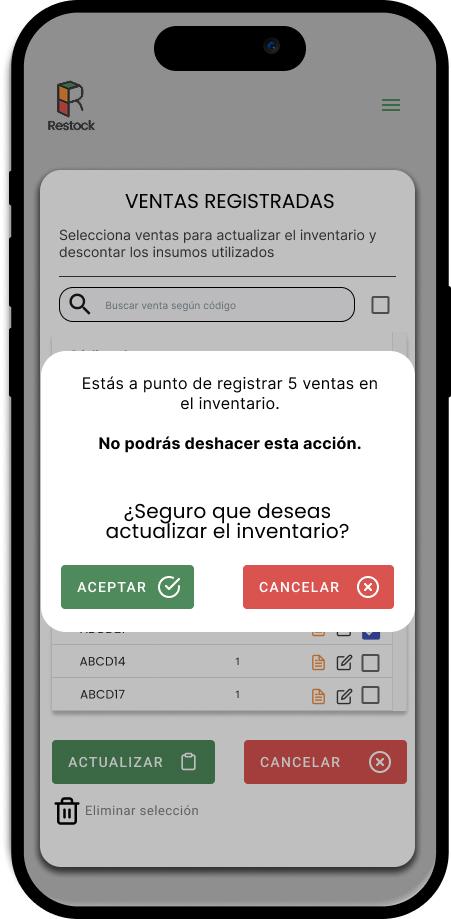 Restock
VENTAS REGISTRADAS
Selecciona ventas para actualizar el inventario y
descontar los insumos utilizados
Buscar venta según código
Estás a punto de registrar 5 ventas en
el inventario.
No podrás deshacer esta acción.
¿Seguro que deseas
actualizar el inventario?
ACEPTAR
CANCELAR
ABCD14 1
ABCD17 1
ACTUALIZAR
CANCELAR
Eliminar selección